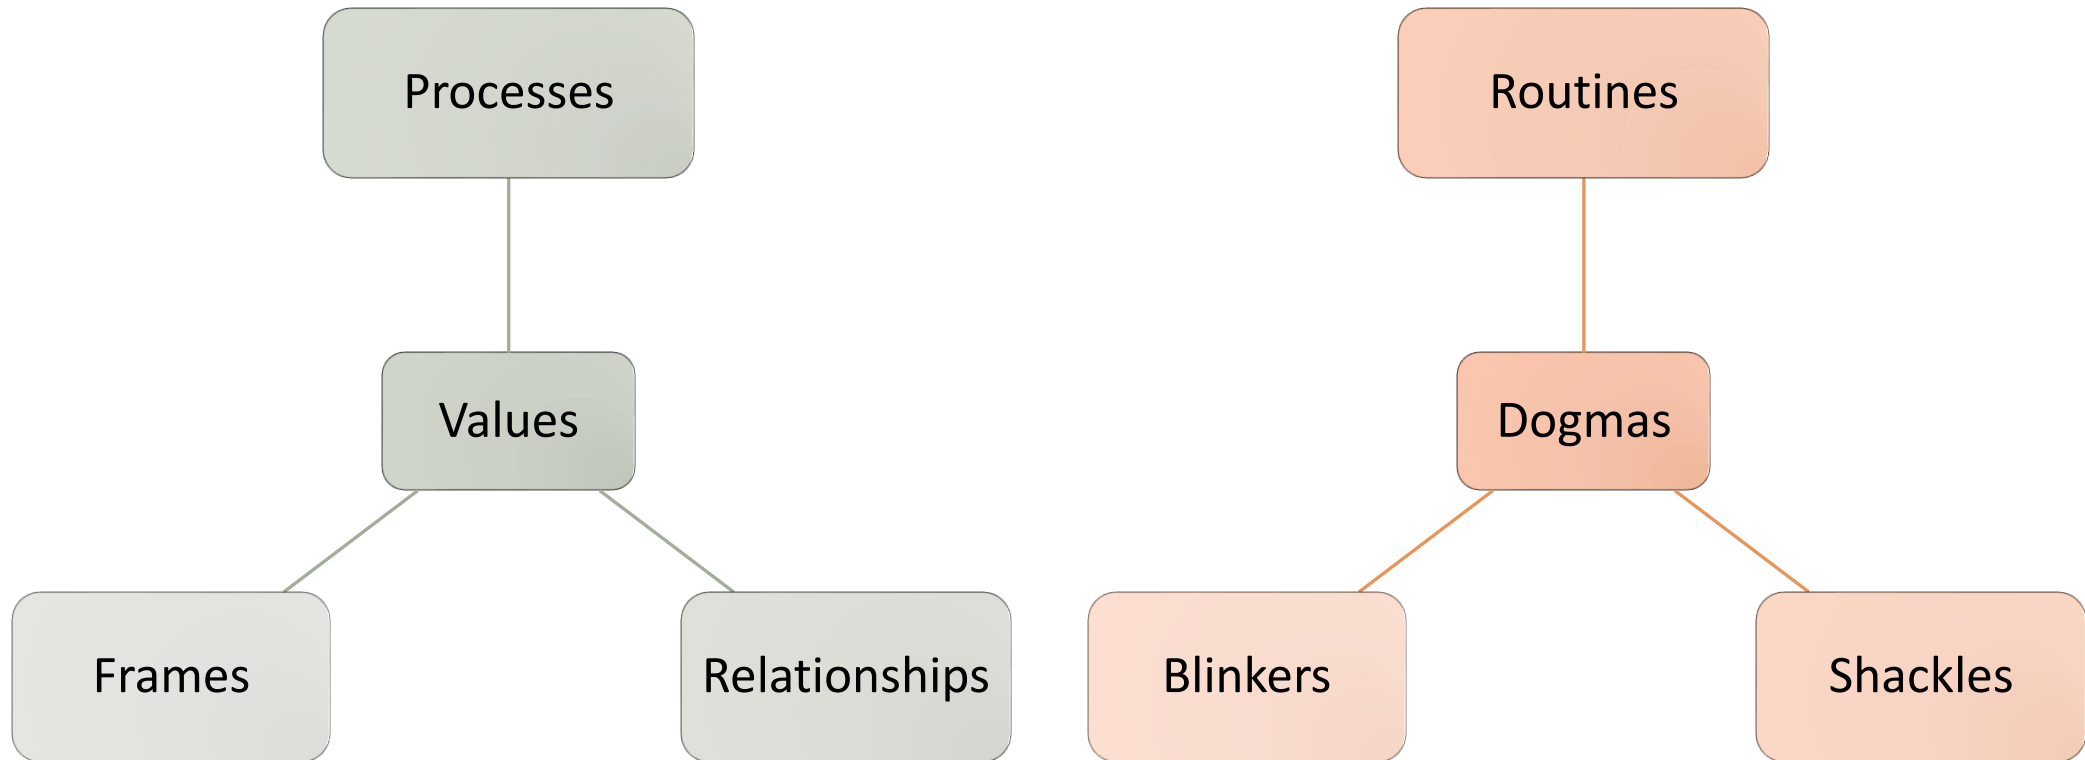 Processes
Values
Frames
Relationships
Routines
Dogmas
Blinkers
Shackles